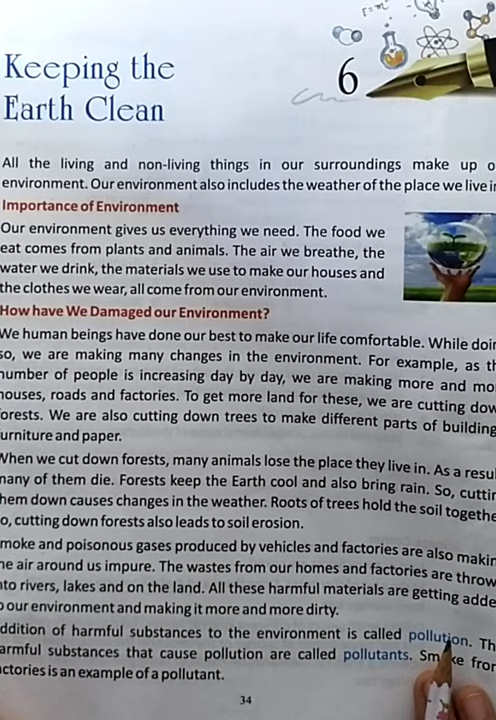 Keeping the
Earth Clean
6
All the living and non-living things in our surroundings make up o
environment. Our environment also includes the weather of the place we live in
Importance of Environment
Our environment gives us everything we need. The food we
eat comes from plants and animals. The air we breathe, the
water we drink, the materials we use to make our houses and
the clothes we wear, all come from our environment.
How have We Damaged our Environment?
We human beings have done our best to make our life comfortable. While doin
so, we are making many changes in the environment. For example, as th
number of people is increasing day by day, we are making more and mo
houses, roads and factories. To get more land for these, we are cutting dow
forests. We are also cutting down trees to make different parts of building
urniture and paper.
When we cut down forests, many animals lose the place they live in. As a resul
many of them die. Forests keep the Earth cool and also bring rain. So, cuttin
hem down causes changes in the weather. Roots of trees hold the soil togethe
o, cutting down forests also leads to soil erosion.
moke and poisonous gases produced by vehicles and factories are also makin
he air around us impure. The wastes from our homes and factories are throw
nto rivers, lakes and on the land. All these harmful materials are getting adde
o our environment and making it more and more dirty.
ddition of harmful substances to the environment is called pollution. Th
armful substances that cause pollution are called pollutants. Smoke fror
actories is an example of a pollutant.
34